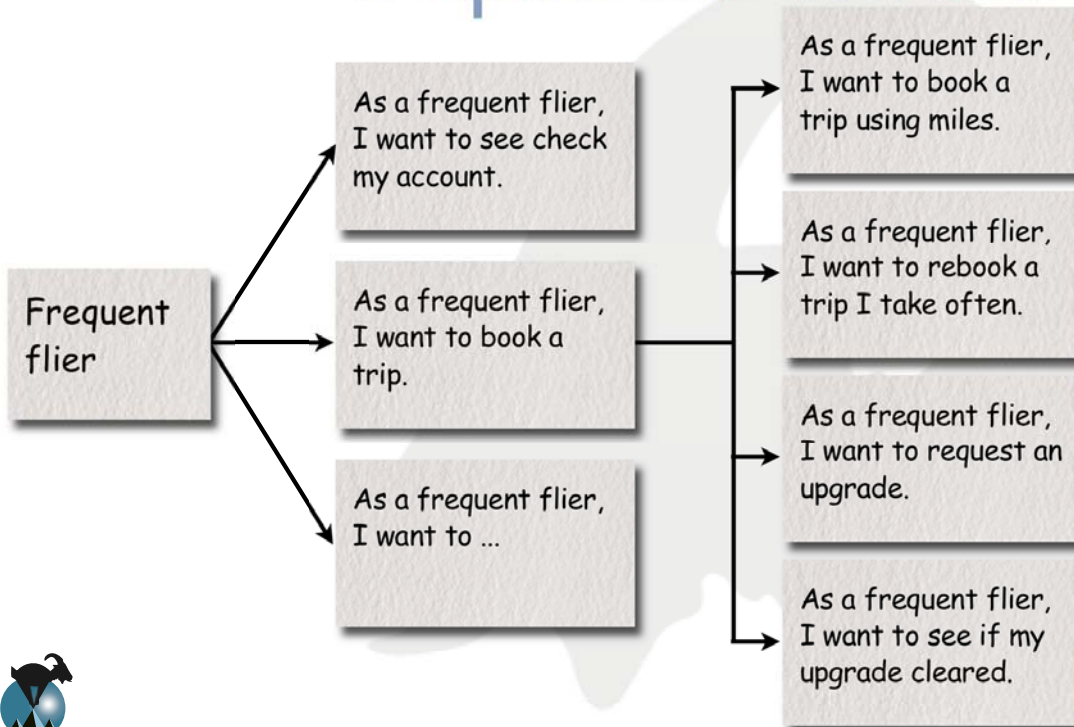 Frequent
flier
As a frequent flier,
I want to see check
my account.
As a frequent flier,
I want to book a
trip.
As a frequent flier,
I want to ...
As a frequent flier,
I want to book a
trip using miles.
As a frequent flier,
I want to rebook a
trip I take often.
As a frequent flier,
I want to request an
upgrade.
As a frequent flier,
I want to see if my
upgrade cleared.